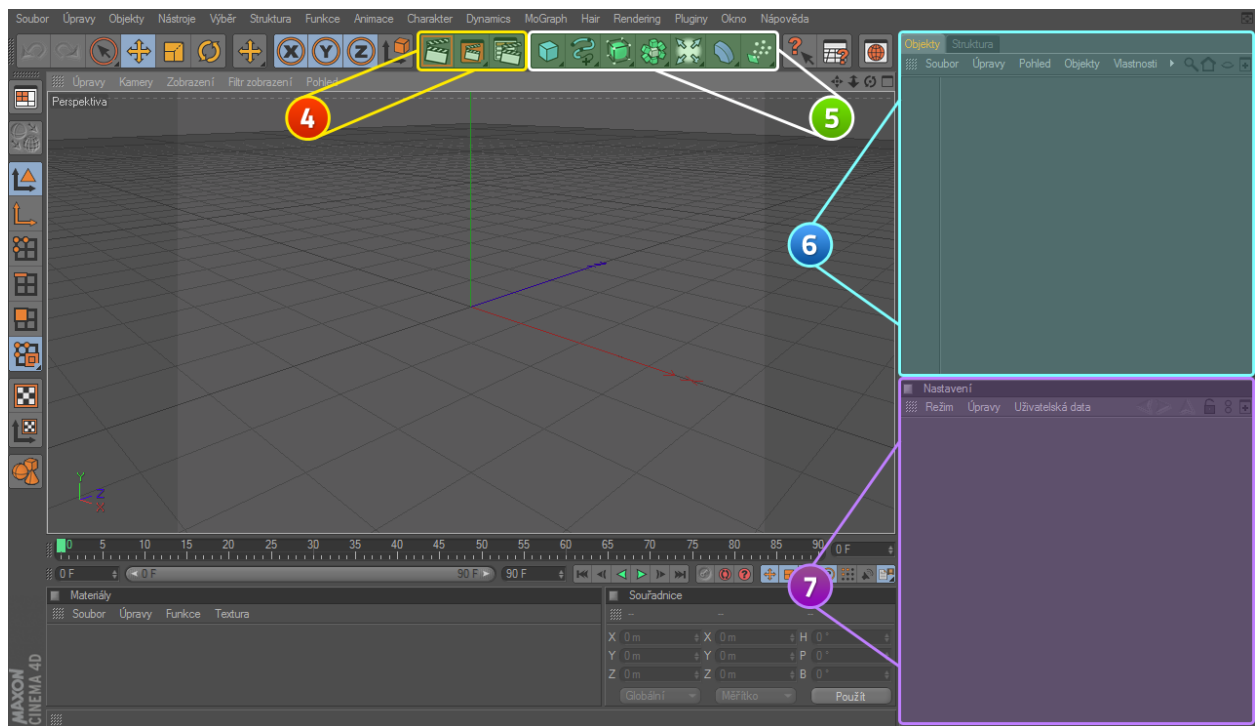 Soubor Úpravy Objekty Nástroje Výběr Struktura Funkce Animace Charakter Dynamics MoGraph Hair Rendering Pluginy Okno Nápověda
X Y Z
4
5
6
7
Objekty Struktura
Soubor Úpravy Pohled Objekty Vlastnosti
Úpravy Kamery Zobrazení Filtr zobrazení Pohled
Perspektiva
Y
Z
X
Nastavení
Režim Úpravy Uživatelská data
0 5 10 15 20 25 30 35 40 45 50 55 60 65 70 75 80 85 90 0 F
0 F 0 F 90 F 90 F
Materiály
Soubor Úpravy Funkce Textura
Souřadnice
-- -- --
X 0 m X 0 m H 0 °
Y 0 m Y 0 m P 0 °
Z 0 m Z 0 m B 0 °
Globální Měřítko Použít
MAXON
CINEMA 4D